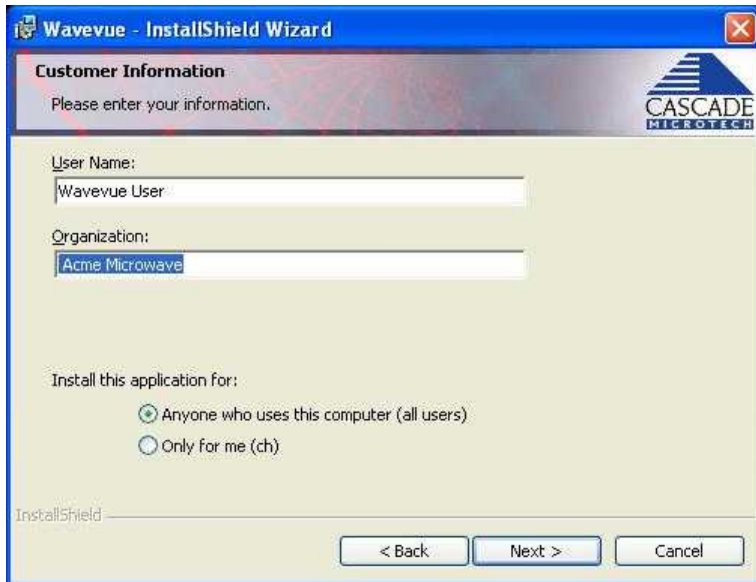 Wavevue - InstallShield Wizard
Customer Information
Please enter your information.
CASCADE
MICROTECH
User Name:
Wavevue User
Organization:
Acme Microwave
Install this application for:
Anyone who uses this computer (all users)
Only for me (ch)
InstallShield
< Back
Next >
Cancel